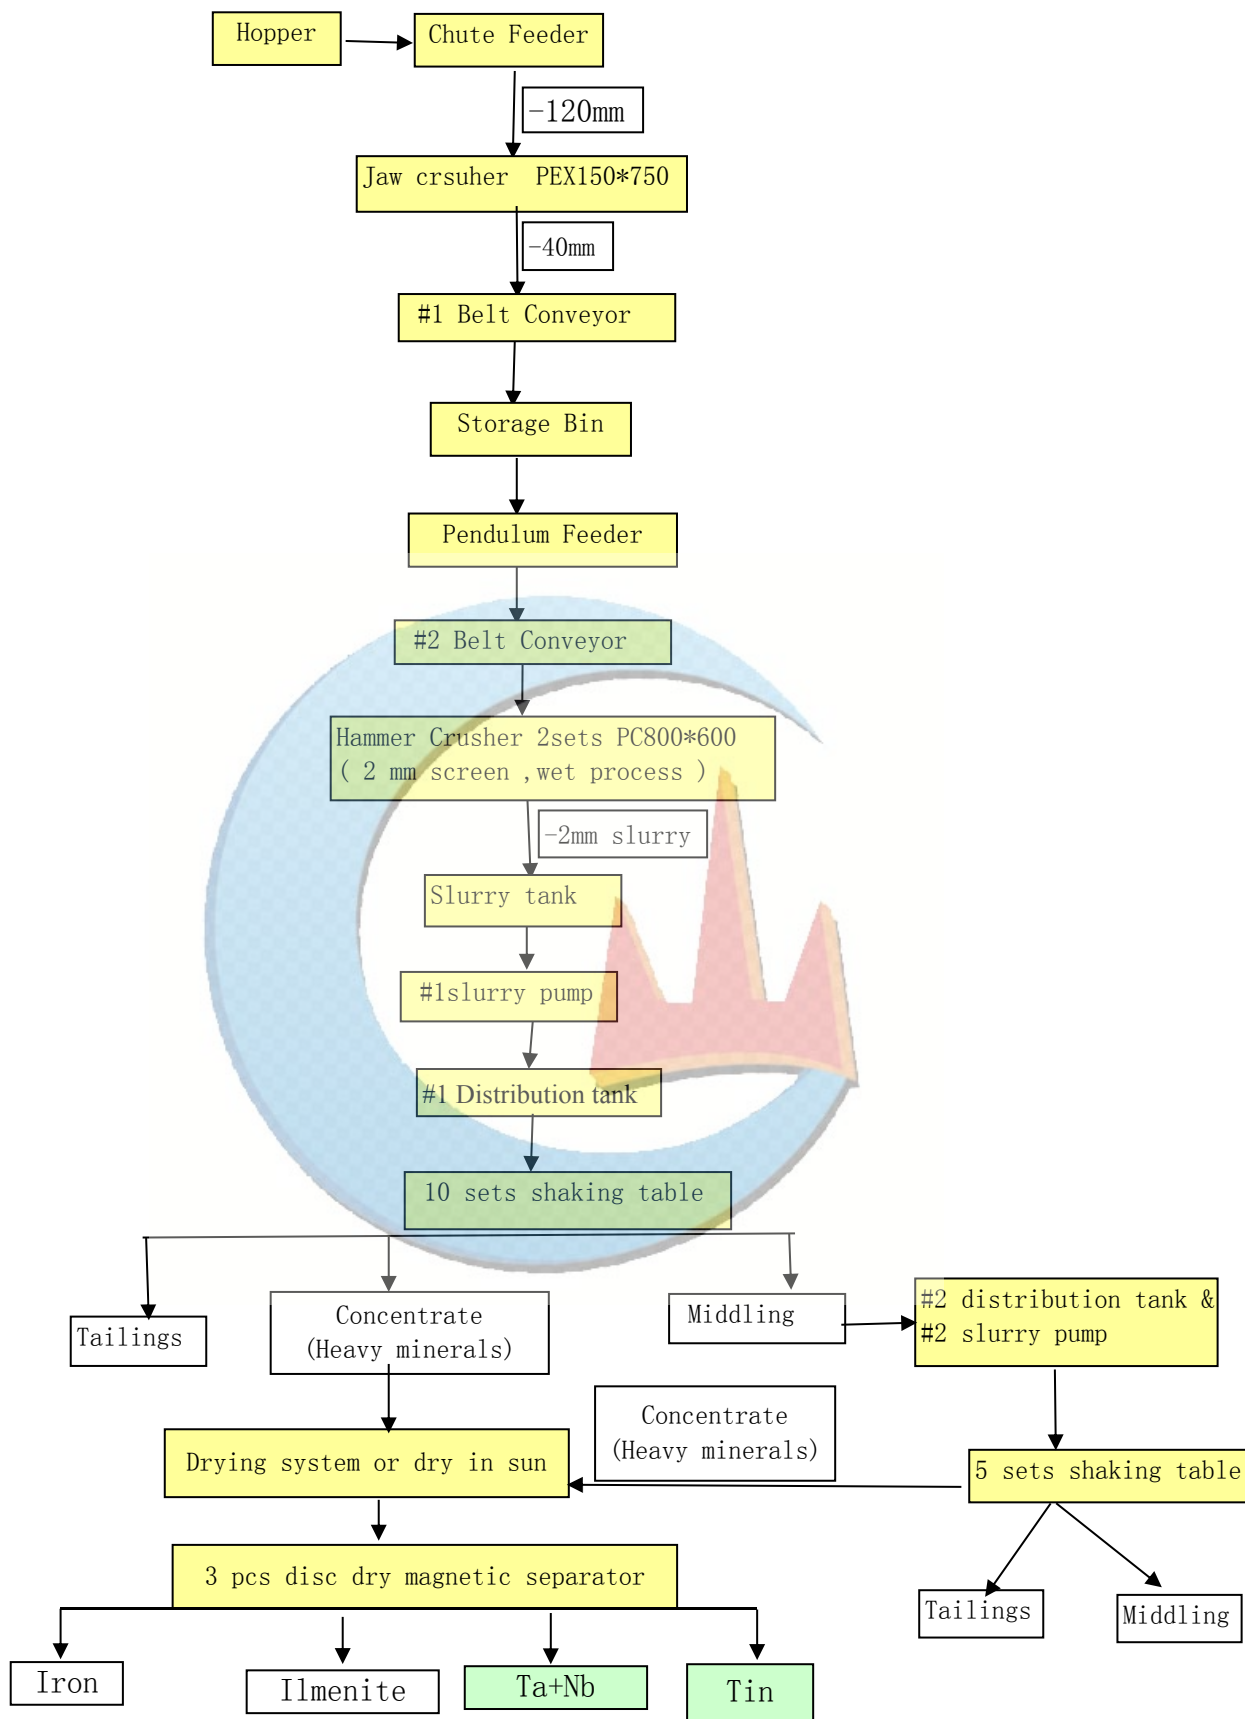 Hopper
Chute Feeder
-120mm
Jaw crsuher  PEX150*750
-40mm
#1 Belt Conveyor
Storage Bin
Pendulum Feeder
#2 Belt Conveyor
Hammer Crusher 2sets PC800*600
( 2 mm screen ,wet process )
-2mm slurry
Slurry tank
#1slurry pump
#1 Distribution tank
10 sets shaking table
Tailings
Concentrate
(Heavy minerals)
Middling
#2 distribution tank &
#2 slurry pump
Concentrate
(Heavy minerals)
Drying system or dry in sun
5 sets shaking table
3 pcs disc dry magnetic separator
Tailings
Middling
Iron
Ilmenite
Ta+Nb
Tin